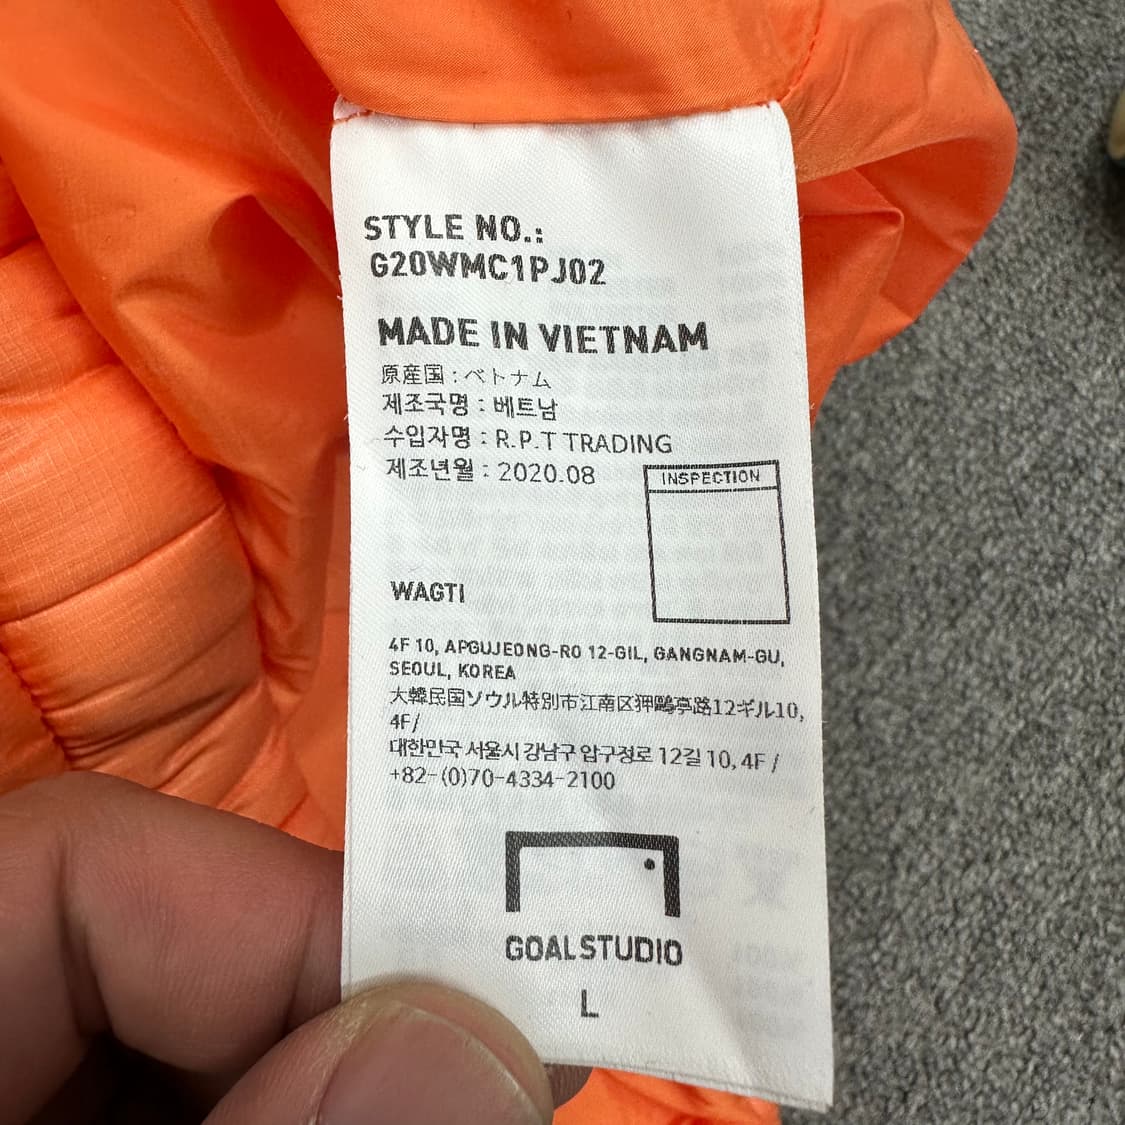 STYLE NO.:
G20WMC1PJ02
MADE IN VIETNAM
原産国 : ベトナム
제조국명 : 베트남
수입자명 : R.P.T TRADING
제조년월 : 2020.08
INSPECTION
WAGTI
4F 10, APGUJEONG-RO 12-GIL, GANGNAM-GU,
SEOUL, KOREA
大韓民国ソウル特別市江南区狎鷗亭路12ギル10,
4F/
대한민국 서울시 강남구 압구정로 12길 10, 4F /
+82-(0)70-4334-2100
GOALSTUDIO
L